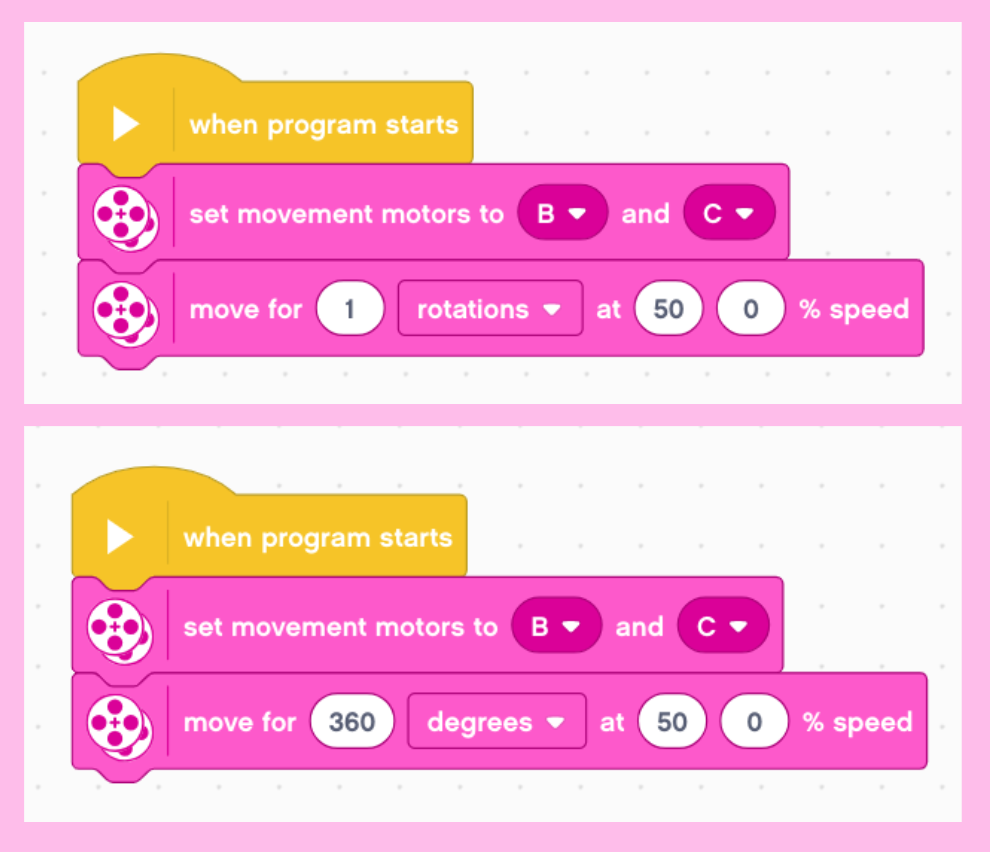 when program starts
set movement motors to B and C
move for 1 rotations at 50 0 % speed
when program starts
set movement motors to B and C
move for 360 degrees at 50 0 % speed